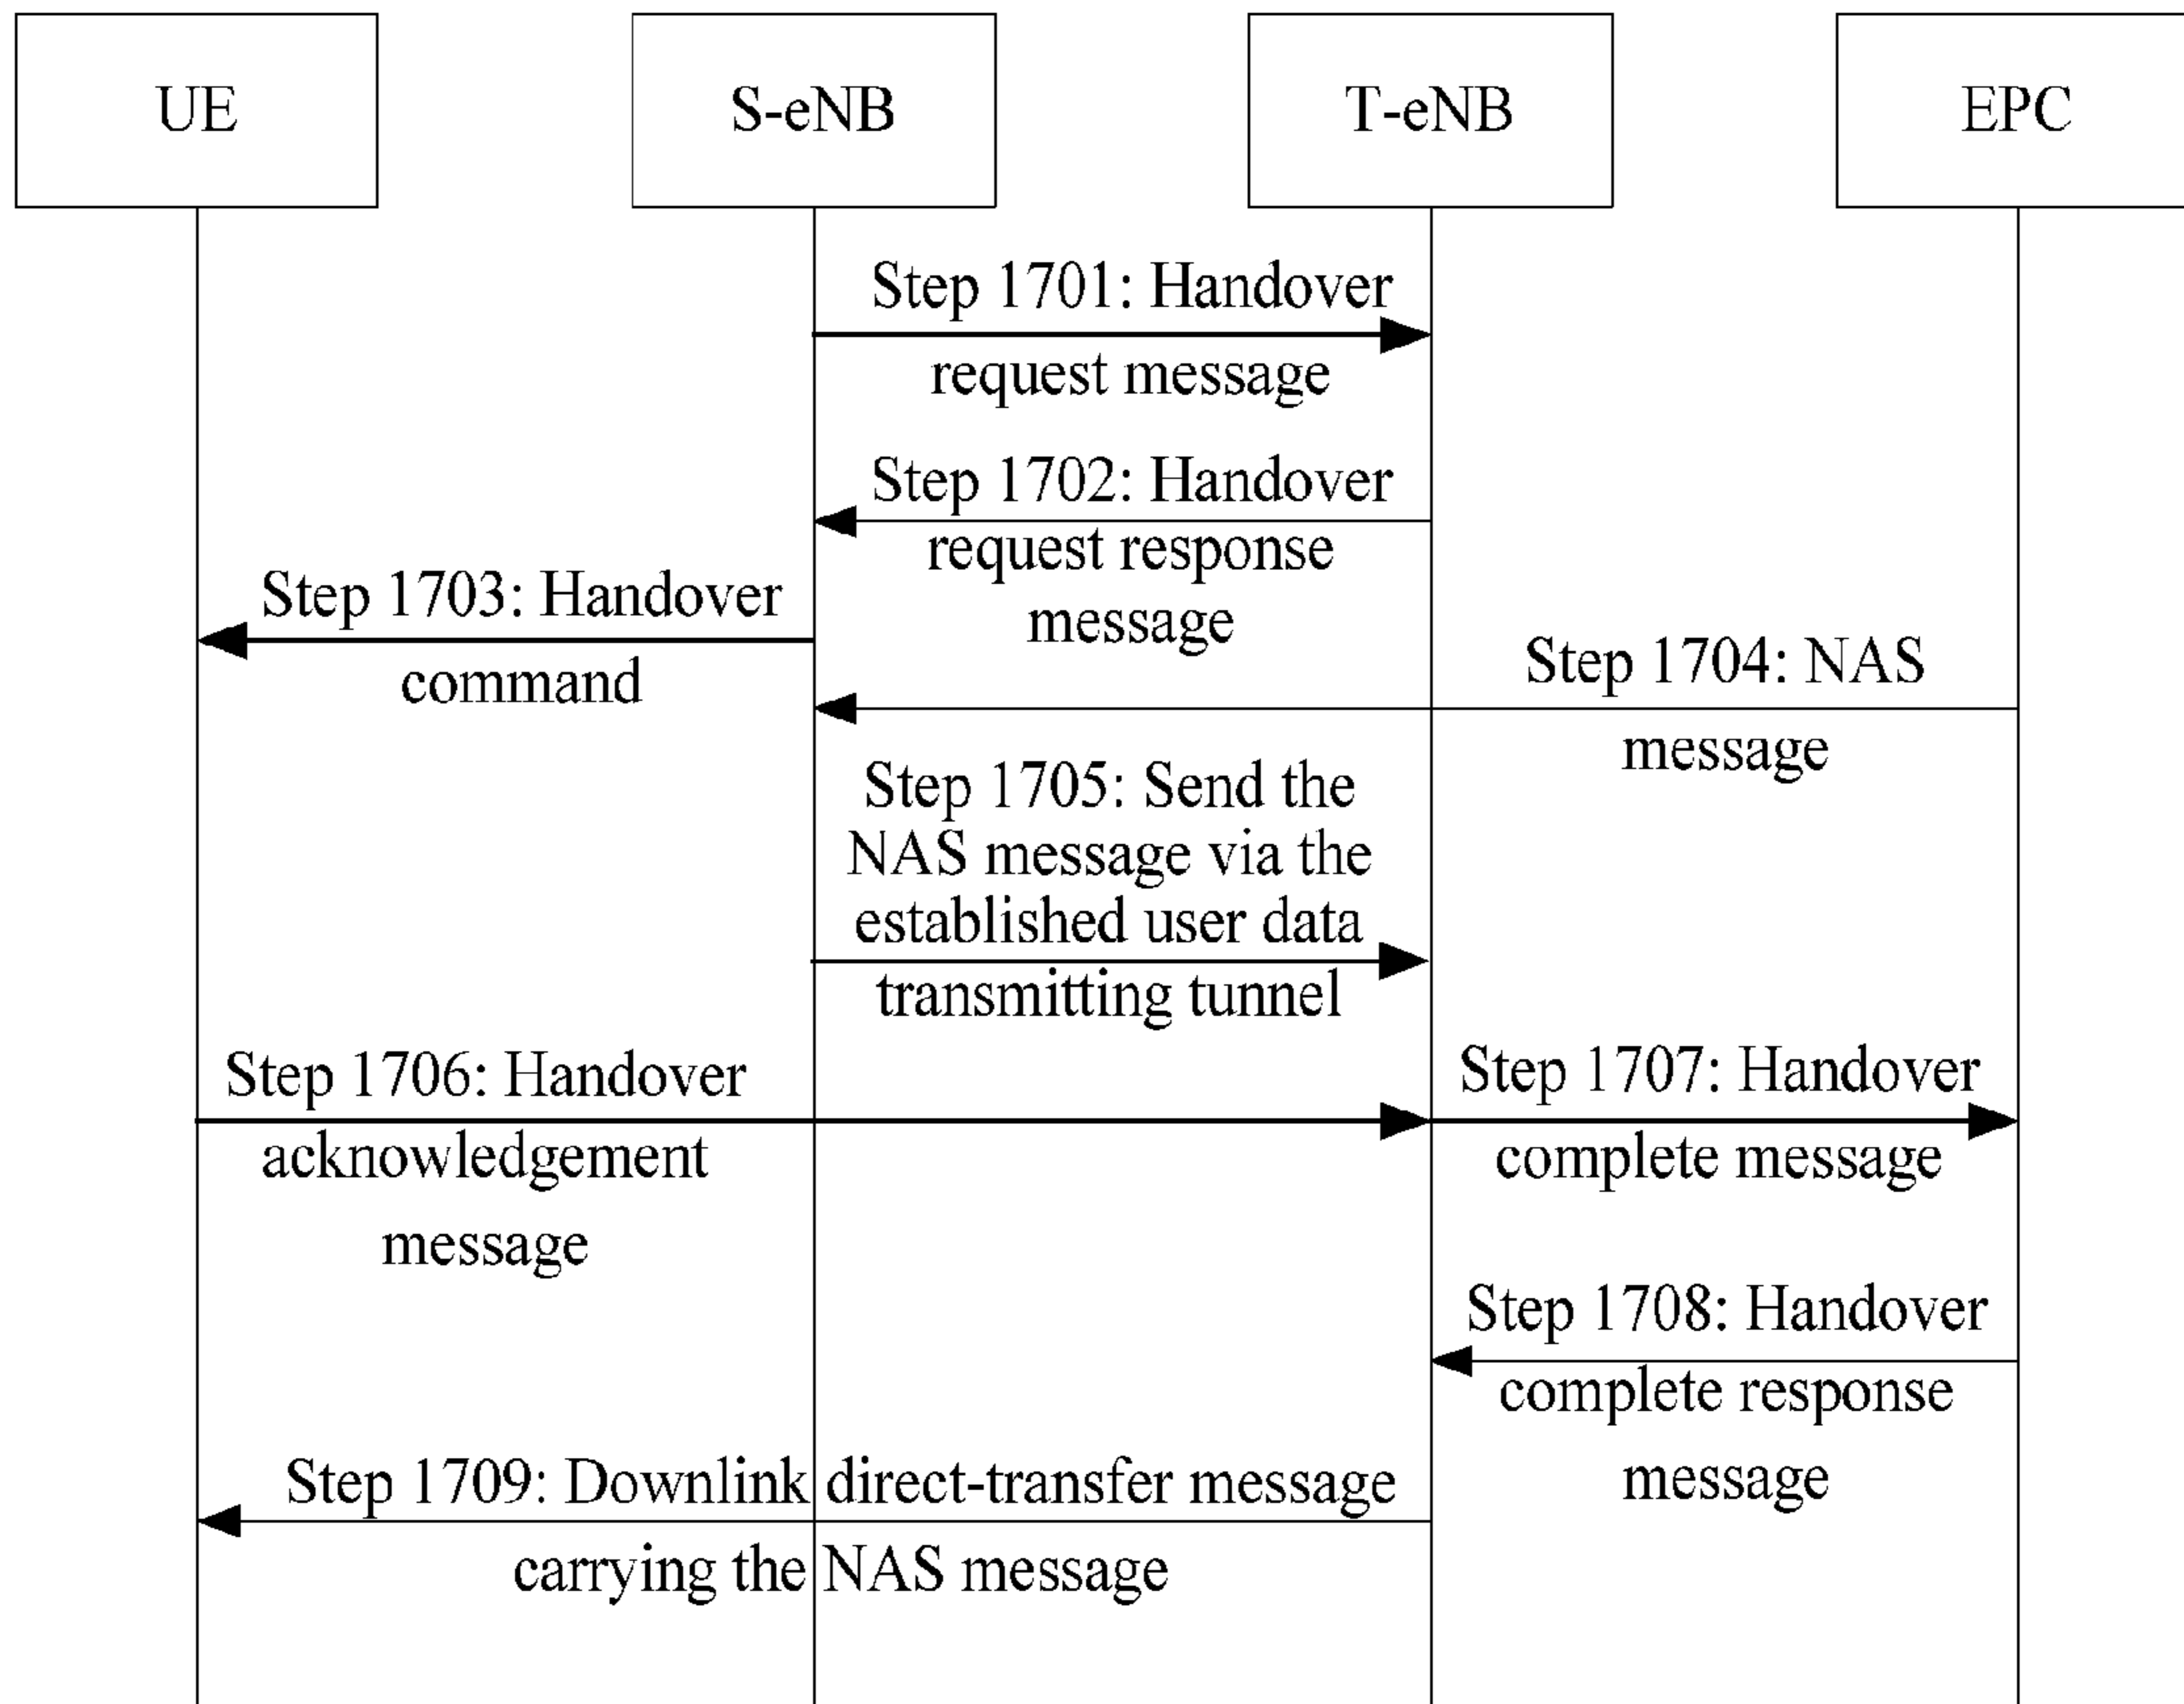 UE
S-eNB
T-eNB
EPC
Step 1701: Handover
request message
Step 1702: Handover
request response
message
Step 1703: Handover
command
Step 1704: NAS
message
Step 1705: Send the
NAS message via the
established user data
transmitting tunnel
Step 1706: Handover
acknowledgement
message
Step 1707: Handover
complete message
Step 1708: Handover
complete response
message
Step 1709: Downlink direct-transfer message
carrying the NAS message